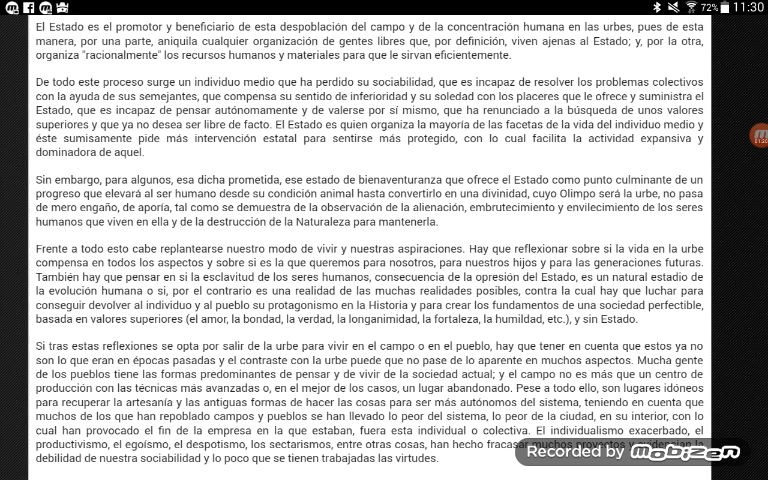 72% 11:30
El Estado es el promotor y beneficiario de esta despoblación del campo y de la concentración humana en las urbes, pues de esta
manera, por una parte, aniquila cualquier organización de gentes libres que, por definición, viven ajenas al Estado; y, por la otra,
organiza "racionalmente" los recursos humanos y materiales para que le sirvan eficientemente.
De todo este proceso surge un individuo medio que ha perdido su sociabilidad, que es incapaz de resolver los problemas colectivos
con la ayuda de sus semejantes, que compensa su sentido de inferioridad y su soledad con los placeres que le ofrece y suministra el
Estado, que es incapaz de pensar autónomamente y de valerse por sí mismo, que ha renunciado a la búsqueda de unos valores
superiores y que ya no desea ser libre de facto. El Estado es quien organiza la mayoría de las facetas de la vida del individuo medio y
éste sumisamente pide más intervención estatal para sentirse más protegido, con lo cual facilita la actividad expansiva y
dominadora de aquel.
Sin embargo, para algunos, esa dicha prometida, ese estado de bienaventuranza que ofrece el Estado como punto culminante de un
progreso que elevará al ser humano desde su condición animal hasta convertirlo en una divinidad, cuyo Olimpo será la urbe, no pasa
de mero engaño, de aporía, tal como se demuestra de la observación de la alienación, embrutecimiento y envilecimiento de los seres
humanos que viven en ella y de la destrucción de la Naturaleza para mantenerla.
Frente a todo esto cabe replantearse nuestro modo de vivir y nuestras aspiraciones. Hay que reflexionar sobre si la vida en la urbe
compensa en todos los aspectos y sobre si es la que queremos para nosotros, para nuestros hijos y para las generaciones futuras.
También hay que pensar en si la esclavitud de los seres humanos, consecuencia de la opresión del Estado, es un natural estadio de
la evolución humana o si, por el contrario es una realidad de las muchas realidades posibles, contra la cual hay que luchar para
conseguir devolver al individuo y al pueblo su protagonismo en la Historia y para crear los fundamentos de una sociedad perfectible,
basada en valores superiores (el amor, la bondad, la verdad, la longanimidad, la fortaleza, la humildad, etc.), y sin Estado.
Si tras estas reflexiones se opta por salir de la urbe para vivir en el campo o en el pueblo, hay que tener en cuenta que estos ya no
son lo que eran en épocas pasadas y el contraste con la urbe puede que no pase de lo aparente en muchos aspectos. Mucha gente
de los pueblos tiene las formas predominantes de pensar y de vivir de la sociedad actual; y el campo no es más que un centro de
producción con las técnicas más avanzadas o, en el mejor de los casos, un lugar abandonado. Pese a todo ello, son lugares idóneos
para recuperar la artesanía y las antiguas formas de hacer las cosas para ser más autónomos del sistema, teniendo en cuenta que
muchos de los que han repoblado campos y pueblos se han llevado lo peor del sistema, lo peor de la ciudad, en su interior, con lo
cual han provocado el fin de la empresa en la que estaban, fuera esta individual o colectiva. El individualismo exacerbado, el
productivismo, el egoísmo, el despotismo, los sectarismos, entre otras cosas, han hecho fracasar muchos proyectos y evidencian la
debilidad de nuestra sociabilidad y lo poco que se tienen trabajadas las virtudes.
Recorded by mobizen